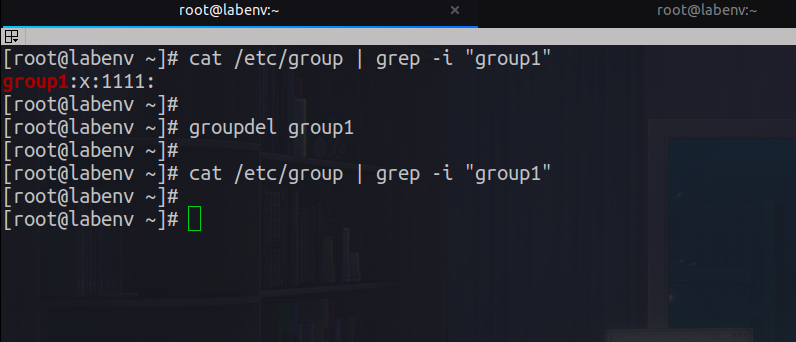 root@labenv:~ × root@labenv:~
[root@labenv ~]# cat /etc/group | grep -i "group1"
group1:x:1111:
[root@labenv ~]#
[root@labenv ~]# groupdel group1
[root@labenv ~]#
[root@labenv ~]# cat /etc/group | grep -i "group1"
[root@labenv ~]#
[root@labenv ~]#